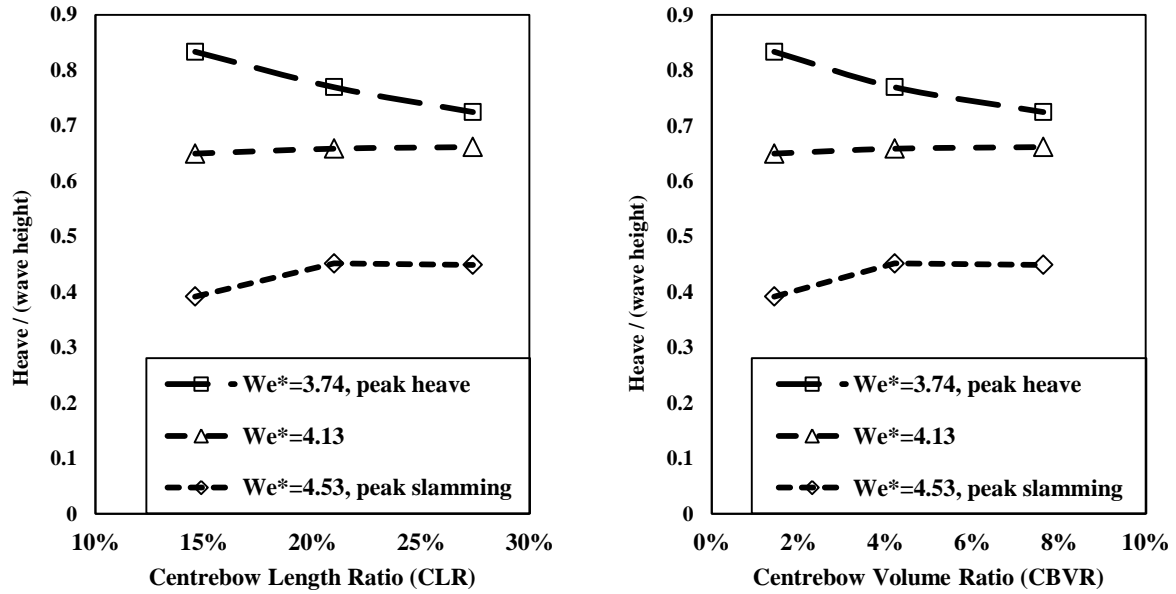 0.9
0.8
0.7
0.6
0.5
0.4
0.3
0.2
0.1
0
Heave / (wave height)
We*=3.74, peak heave
We*=4.13
We*=4.53, peak slamming
10% 15% 20% 25% 30%
Centrebow Length Ratio (CLR)
0.9
0.8
0.7
0.6
0.5
0.4
0.3
0.2
0.1
0
Heave / (wave height)
We*=3.74, peak heave
We*=4.13
We*=4.53, peak slamming
0% 2% 4% 6% 8% 10%
Centrebow Volume Ratio (CBVR)